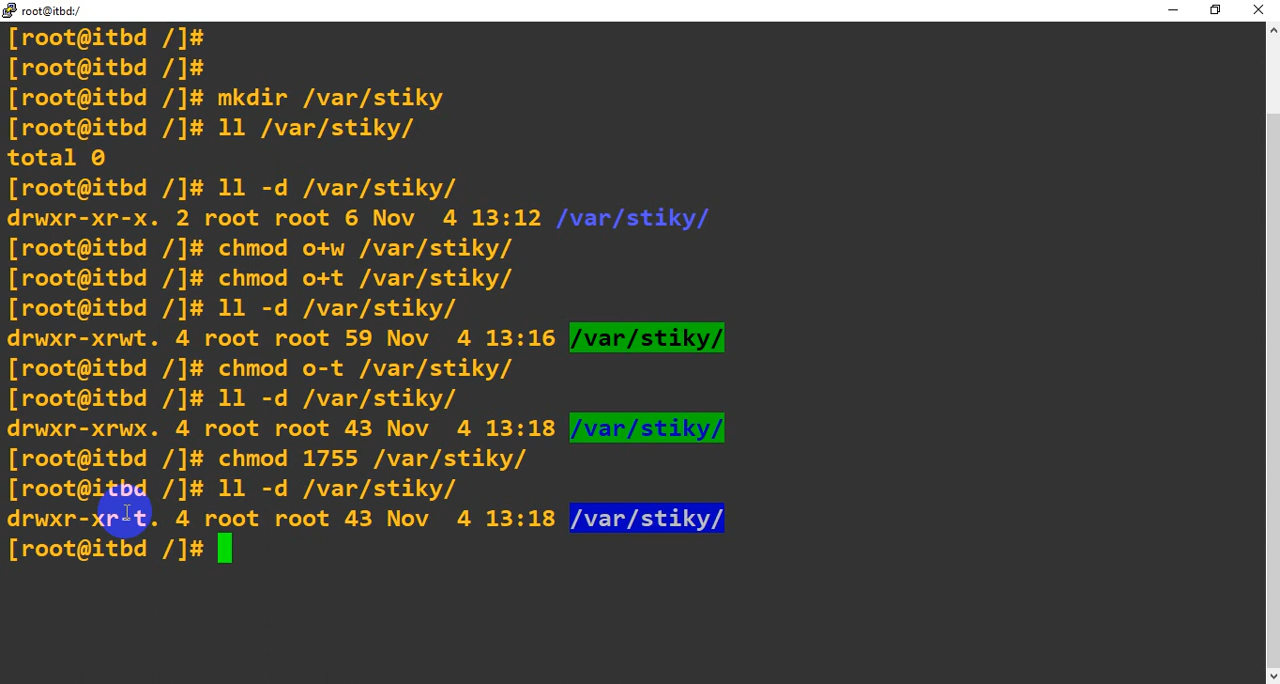 root@itbd:/
[root@itbd /]#
[root@itbd /]#
[root@itbd /]# mkdir /var/stiky
[root@itbd /]# ll /var/stiky/
total 0
[root@itbd /]# ll -d /var/stiky/
drwxr-xr-x. 2 root root 6 Nov  4 13:12 /var/stiky/
[root@itbd /]# chmod o+w /var/stiky/
[root@itbd /]# chmod o+t /var/stiky/
[root@itbd /]# ll -d /var/stiky/
drwxr-xrwt. 4 root root 59 Nov  4 13:16 /var/stiky/
[root@itbd /]# chmod o-t /var/stiky/
[root@itbd /]# ll -d /var/stiky/
drwxr-xrwx. 4 root root 43 Nov  4 13:18 /var/stiky/
[root@itbd /]# chmod 1755 /var/stiky/
[root@itbd /]# ll -d /var/stiky/
drwxr-xr-t. 4 root root 43 Nov  4 13:18 /var/stiky/
[root@itbd /]#